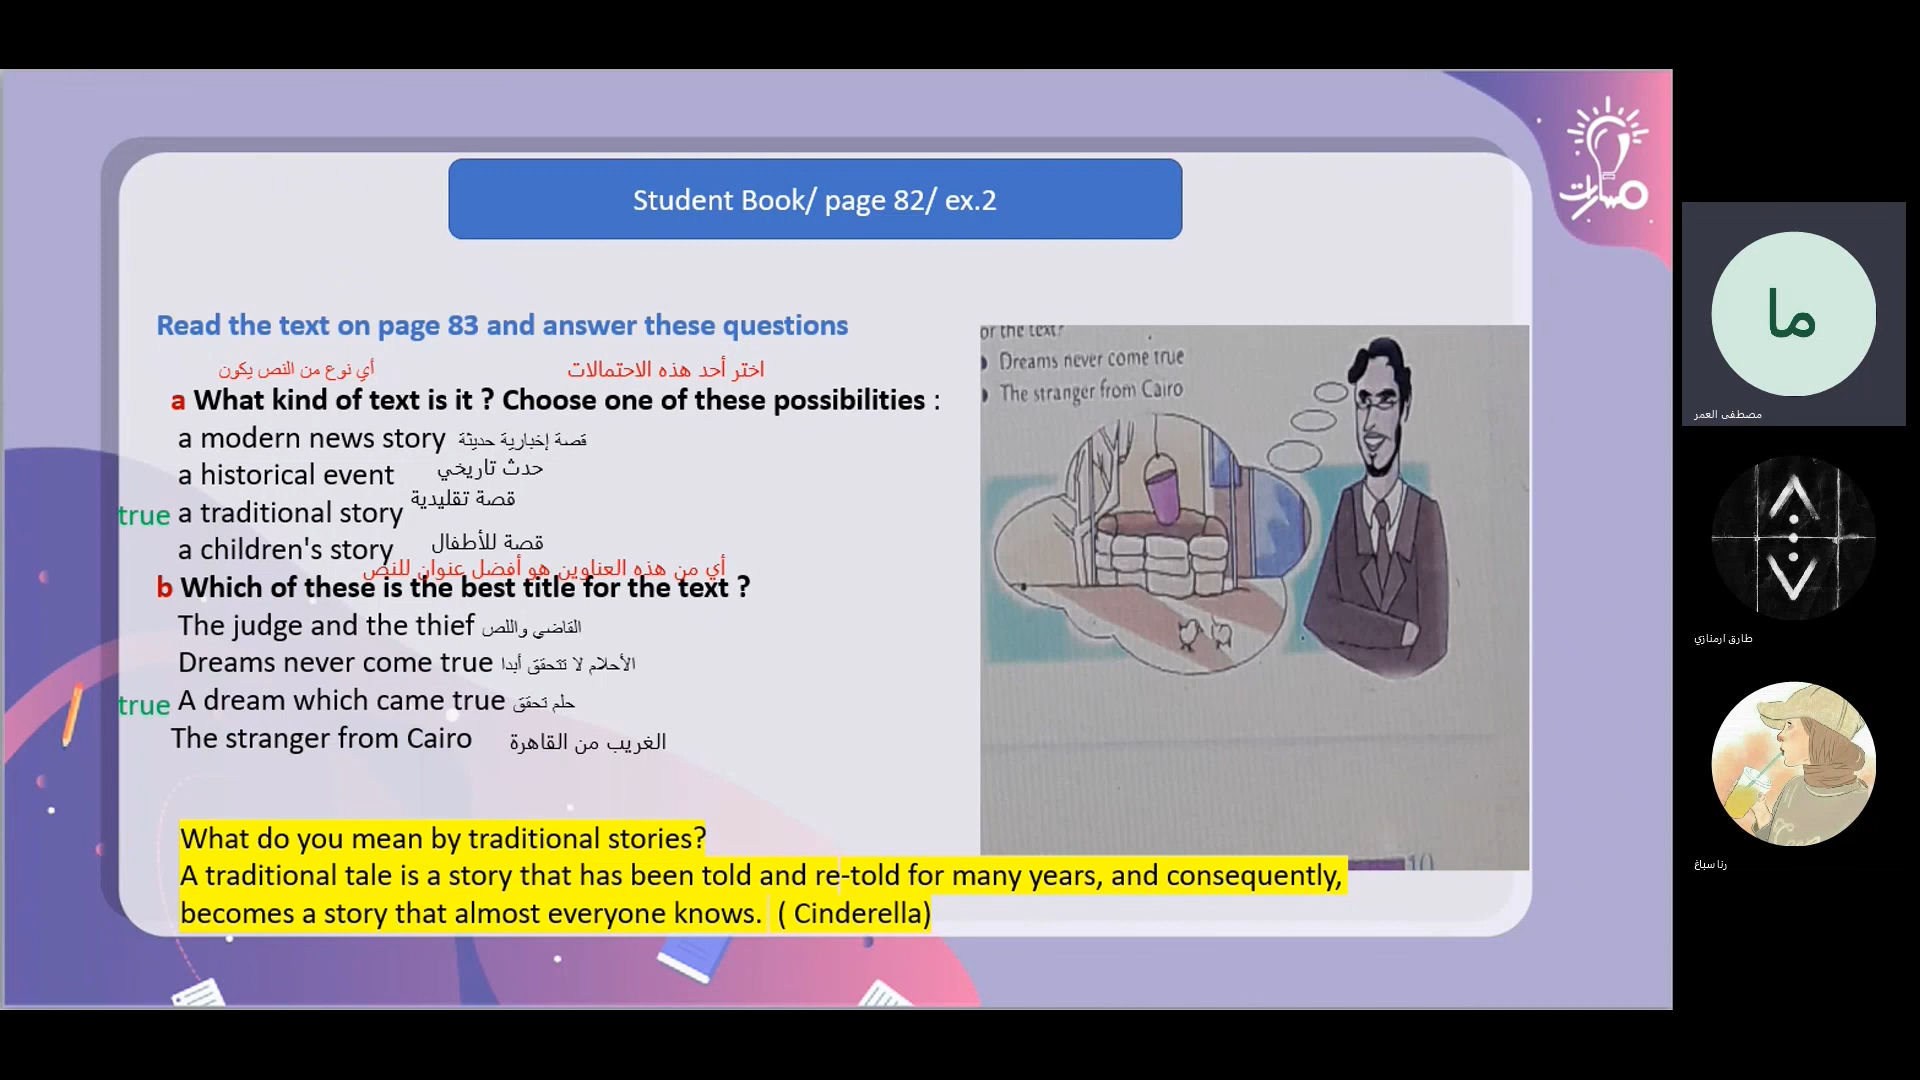 Student Book/ page 82/ ex.2
Read the text on page 83 and answer these questions
أي نوع من النص يكون
اختر أحد هذه الاحتمالات
a What kind of text is it ? Choose one of these possibilities :
a modern news story قصة إخبارية حديثة
a historical event حدث تاريخي
true a traditional story قصة تقليدية
a children's story قصة للأطفال
أي من هذه العناوين هو أفضل عنوان للنص
b Which of these is the best title for the text ?
The judge and the thief القاضي واللص
Dreams never come true الأحلام لا تتحقق أبدا
true A dream which came true حلم تحقق
The stranger from Cairo الغريب من القاهرة
What do you mean by traditional stories?
A traditional tale is a story that has been told and re-told for many years, and consequently,
becomes a story that almost everyone knows. ( Cinderella)
or the text?
Dreams never come true
The stranger from Cairo
مسارات
ما
مصطفى العمر
طارق ارمنازي
رنا سباغ